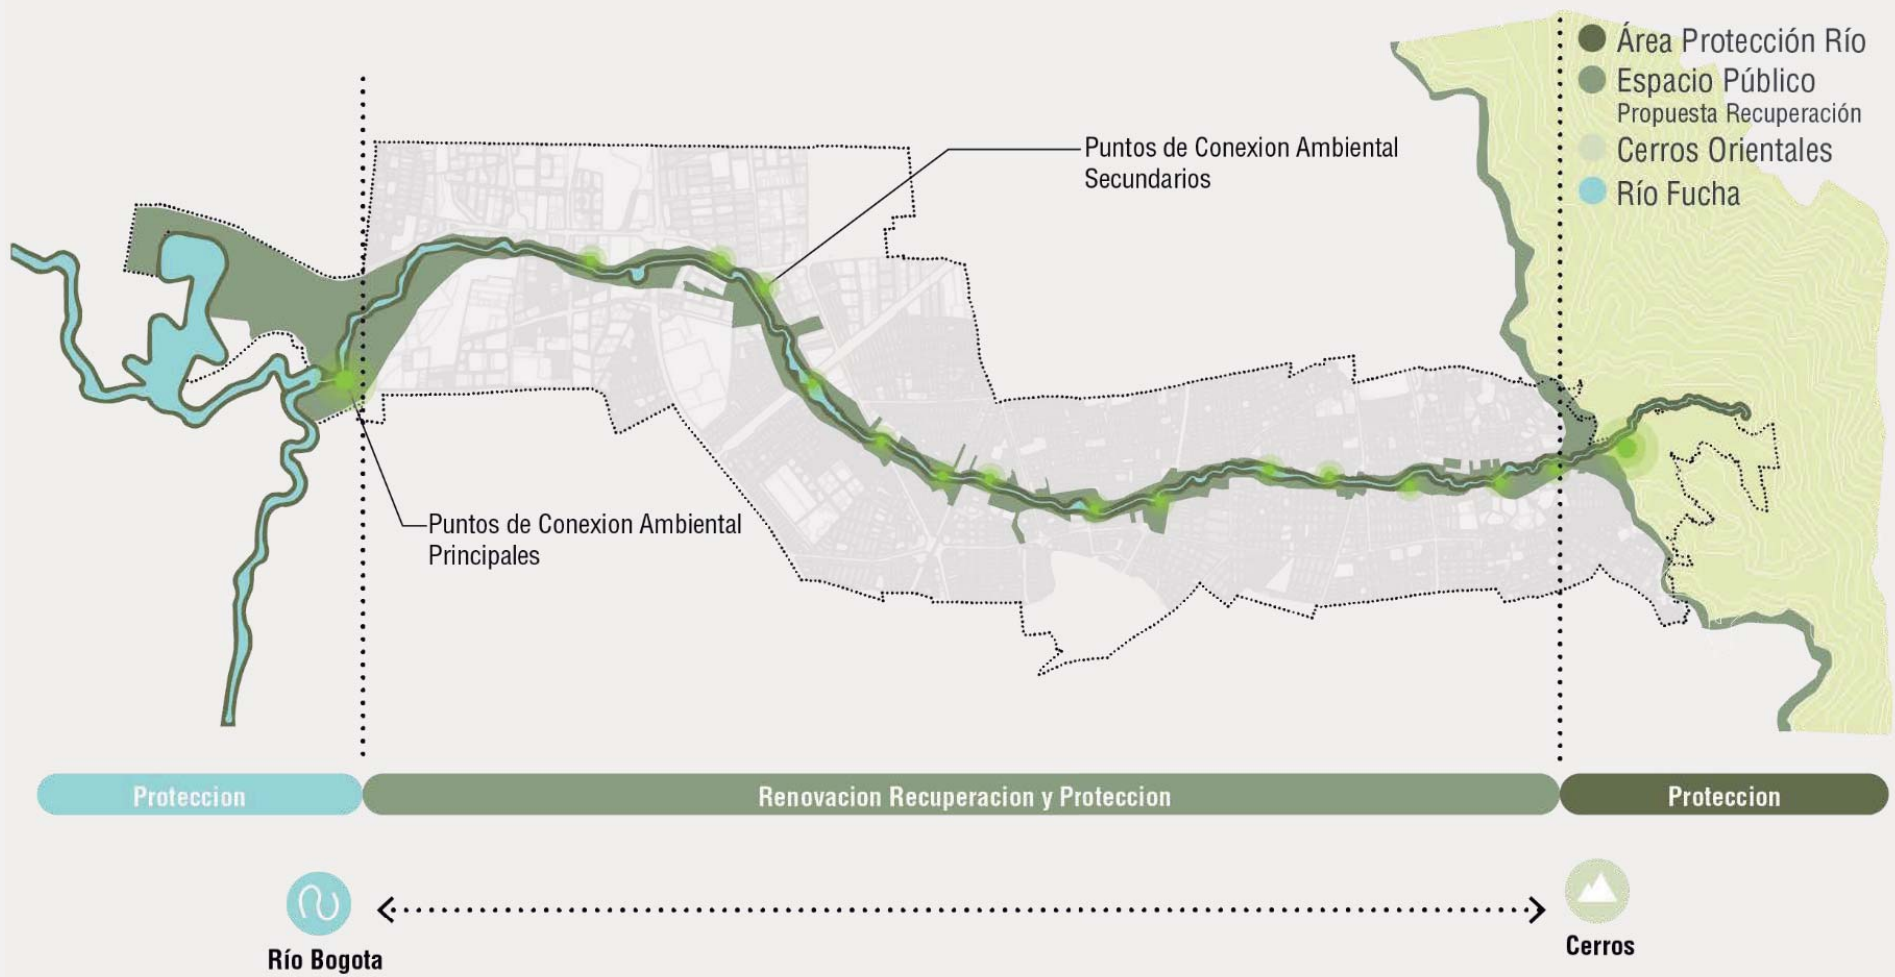 Área Protección Río
Espacio Público
Propuesta Recuperación
Cerros Orientales
Río Fucha
Puntos de Conexion Ambiental
Secundarios
Puntos de Conexion Ambiental
Principales
Proteccion
Renovacion Recuperacion y Proteccion
Proteccion
Río Bogota
Cerros